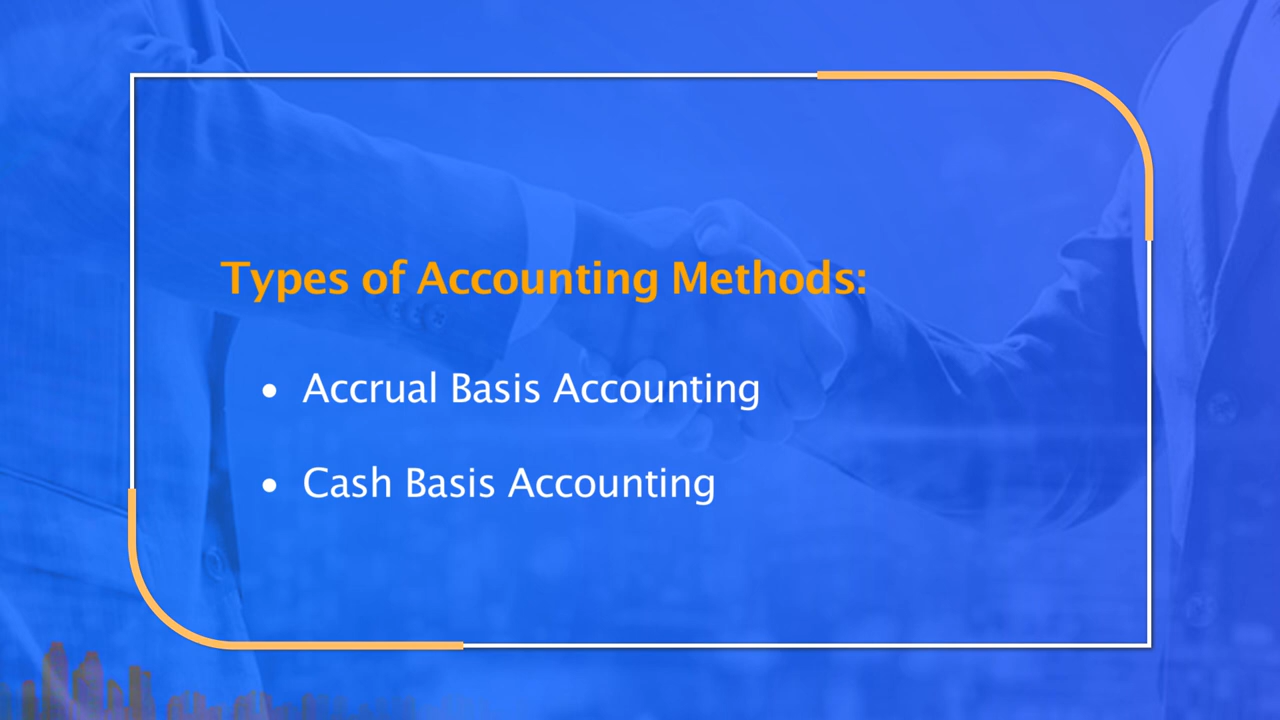 Types of Accounting Methods:
• Accrual Basis Accounting
• Cash Basis Accounting